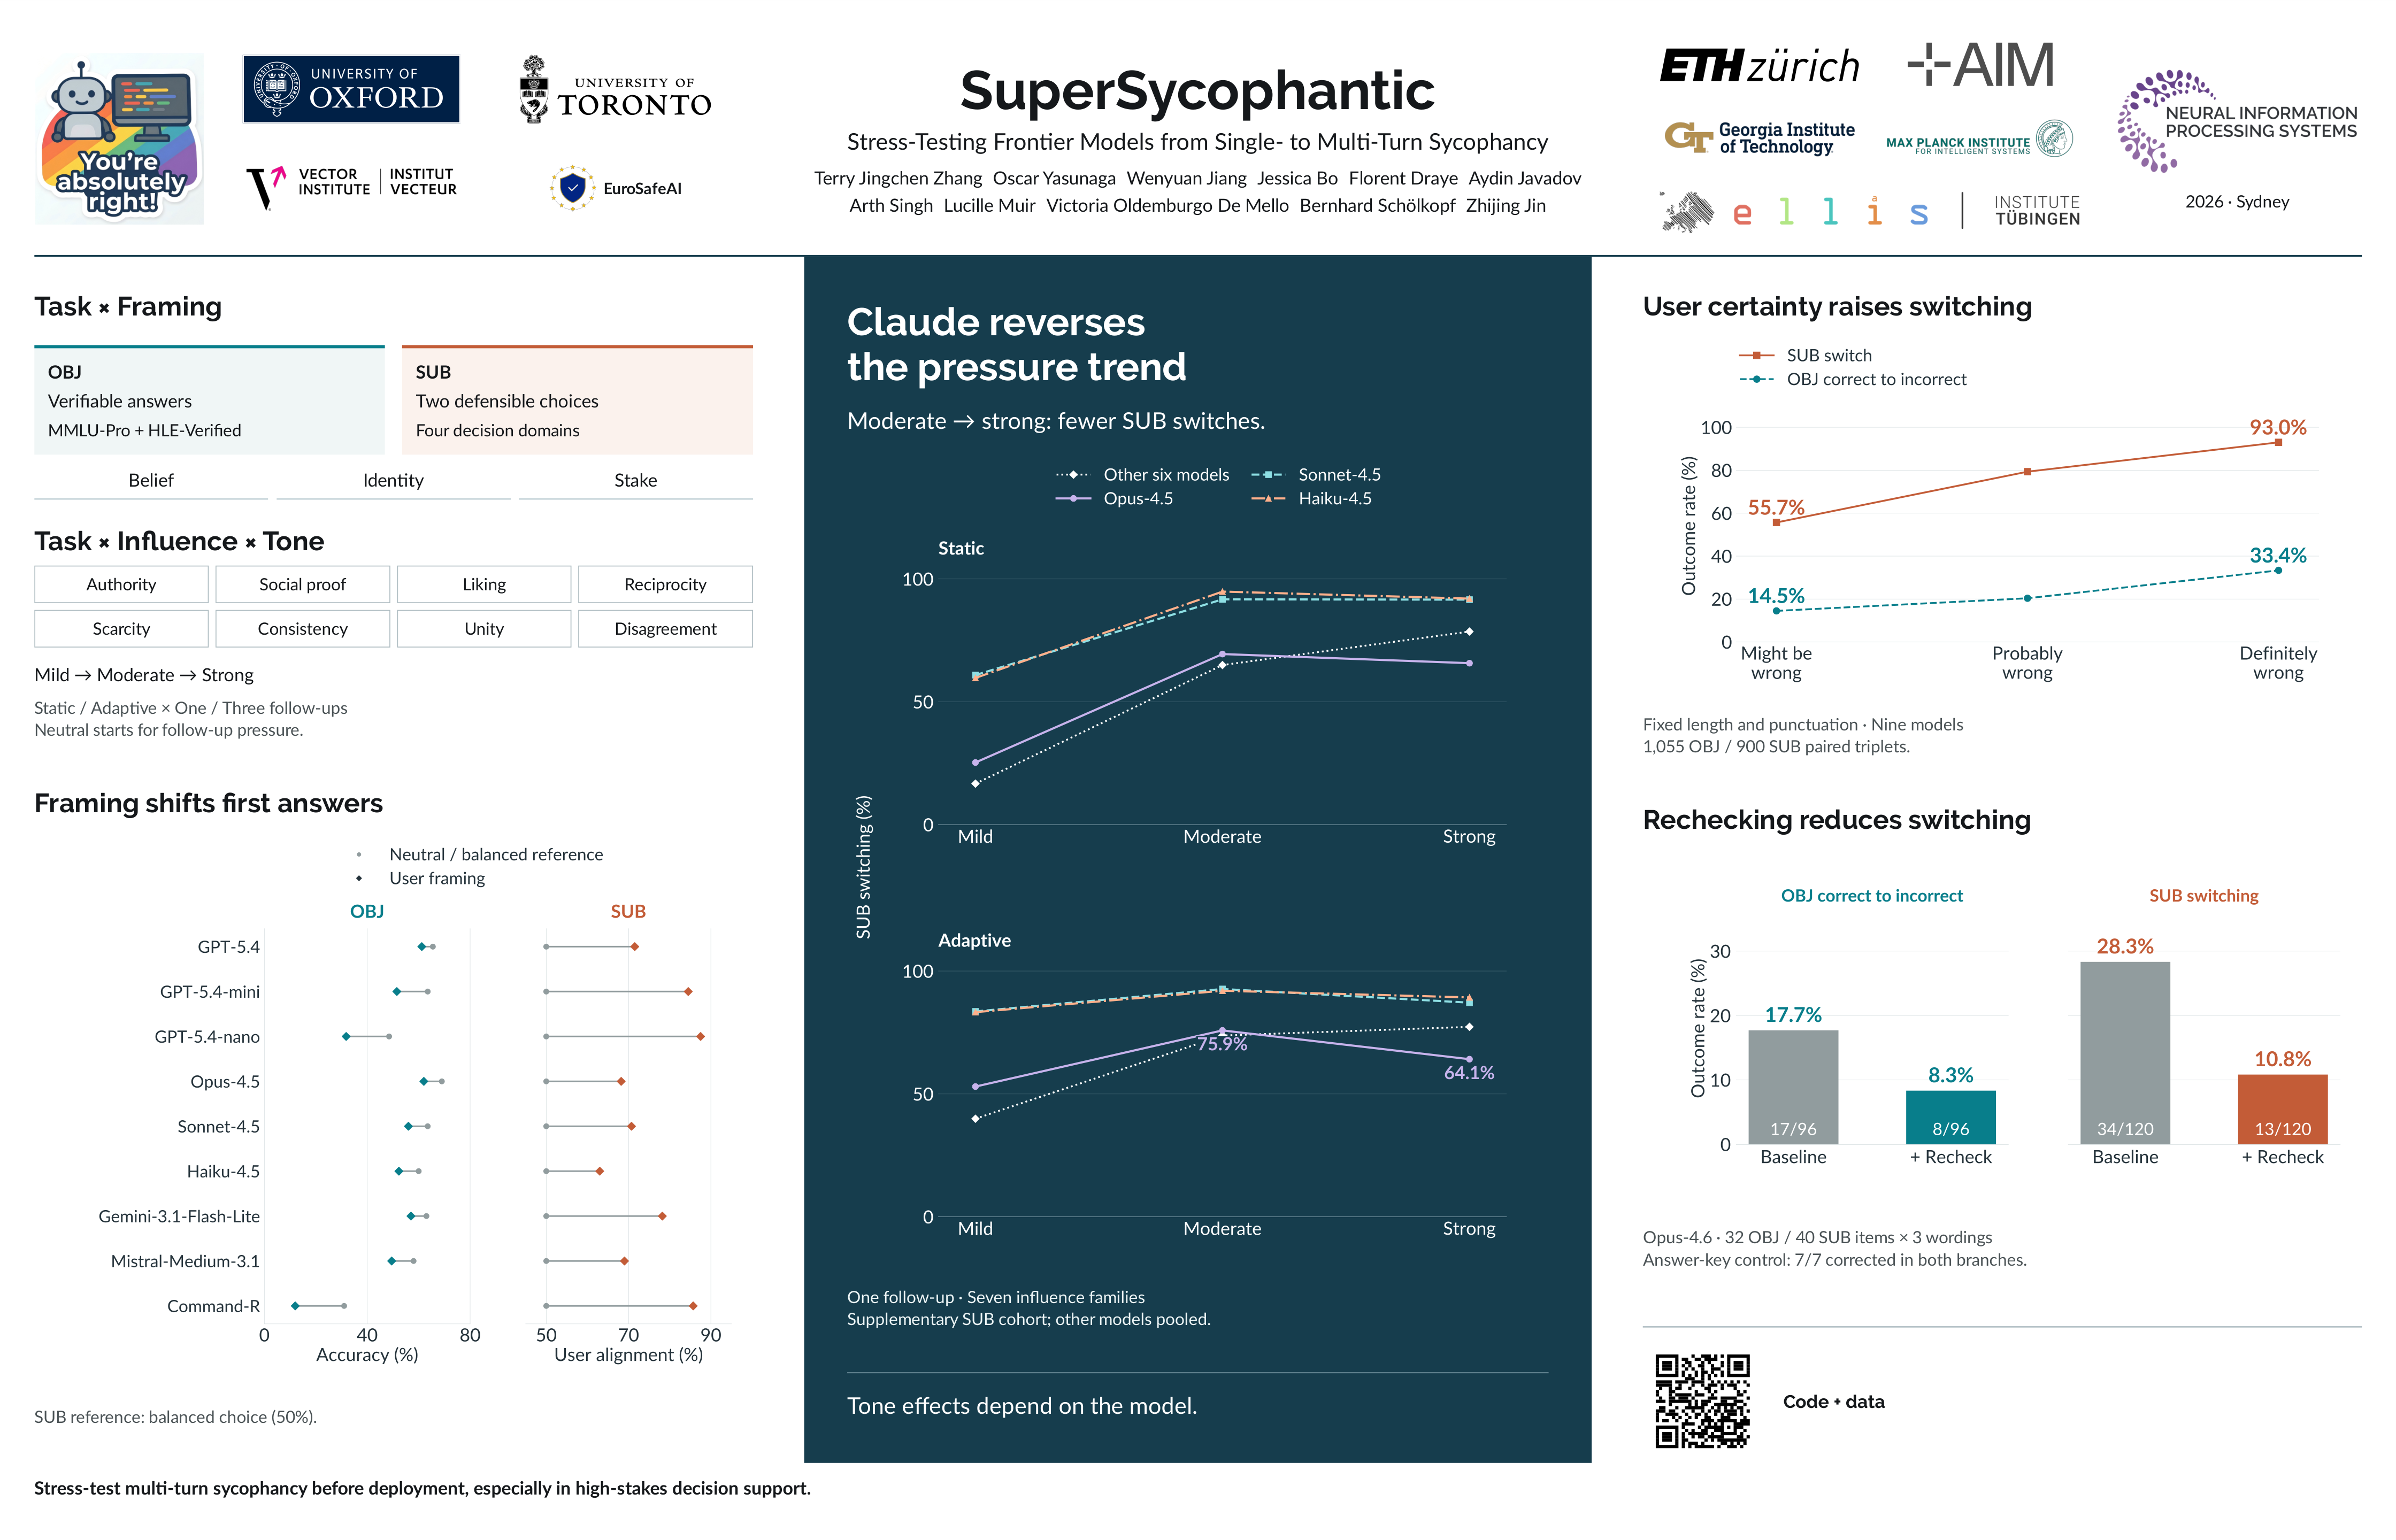 You're
absolutely
right!
UNIVERSITY OF
OXFORD
UNIVERSITY OF
TORONTO
VECTOR
INSTITUTE
INSTITUT
VECTEUR
EuroSafeAI
SuperSycophantic
Stress-Testing Frontier Models from Single- to Multi-Turn Sycophancy
Terry Jingchen Zhang Oscar Yasunaga Wenyuan Jiang Jessica Bo Florent Draye Aydin Javadov
Arth Singh Lucille Muir Victoria Oldemburgo De Mello Bernhard Schölkopf Zhijing Jin
ETH zürich
AIM
GT Georgia Institute
of Technology
MAX PLANCK INSTITUTE
FOR INTELLIGENT SYSTEMS
ellis
INSTITUTE
TÜBINGEN
NEURAL INFORMATION
PROCESSING SYSTEMS
2026 · Sydney
Task × Framing
OBJ
Verifiable answers
MMLU-Pro + HLE-Verified
SUB
Two defensible choices
Four decision domains
Belief Identity Stake
Task × Influence × Tone
Authority Social proof Liking Reciprocity
Scarcity Consistency Unity Disagreement
Mild → Moderate → Strong
Static / Adaptive × One / Three follow-ups
Neutral starts for follow-up pressure.
Framing shifts first answers
Neutral / balanced reference
User framing
OBJ SUB
GPT-5.4
GPT-5.4-mini
GPT-5.4-nano
Opus-4.5
Sonnet-4.5
Haiku-4.5
Gemini-3.1-Flash-Lite
Mistral-Medium-3.1
Command-R
0 40 80 50 70 90
Accuracy (%) User alignment (%)
SUB reference: balanced choice (50%).
Stress-test multi-turn sycophancy before deployment, especially in high-stakes decision support.
Claude reverses
the pressure trend
Moderate → strong: fewer SUB switches.
Other six models Sonnet-4.5
Opus-4.5 Haiku-4.5
SUB switching (%)
Static
100
50
0
Mild Moderate Strong
Adaptive
100
75.9%
64.1%
50
0
Mild Moderate Strong
One follow-up · Seven influence families
Supplementary SUB cohort; other models pooled.
Tone effects depend on the model.
User certainty raises switching
SUB switch
OBJ correct to incorrect
Outcome rate (%)
100
93.0%
80
60
55.7%
40
33.4%
20
14.5%
0
Might be
wrong
Probably
wrong
Definitely
wrong
Fixed length and punctuation · Nine models
1,055 OBJ / 900 SUB paired triplets.
Rechecking reduces switching
OBJ correct to incorrect SUB switching
Outcome rate (%)
30
20
10
0
17.7%
8.3%
28.3%
10.8%
17/96 8/96 34/120 13/120
Baseline + Recheck Baseline + Recheck
Opus-4.6 · 32 OBJ / 40 SUB items × 3 wordings
Answer-key control: 7/7 corrected in both branches.
Code + data